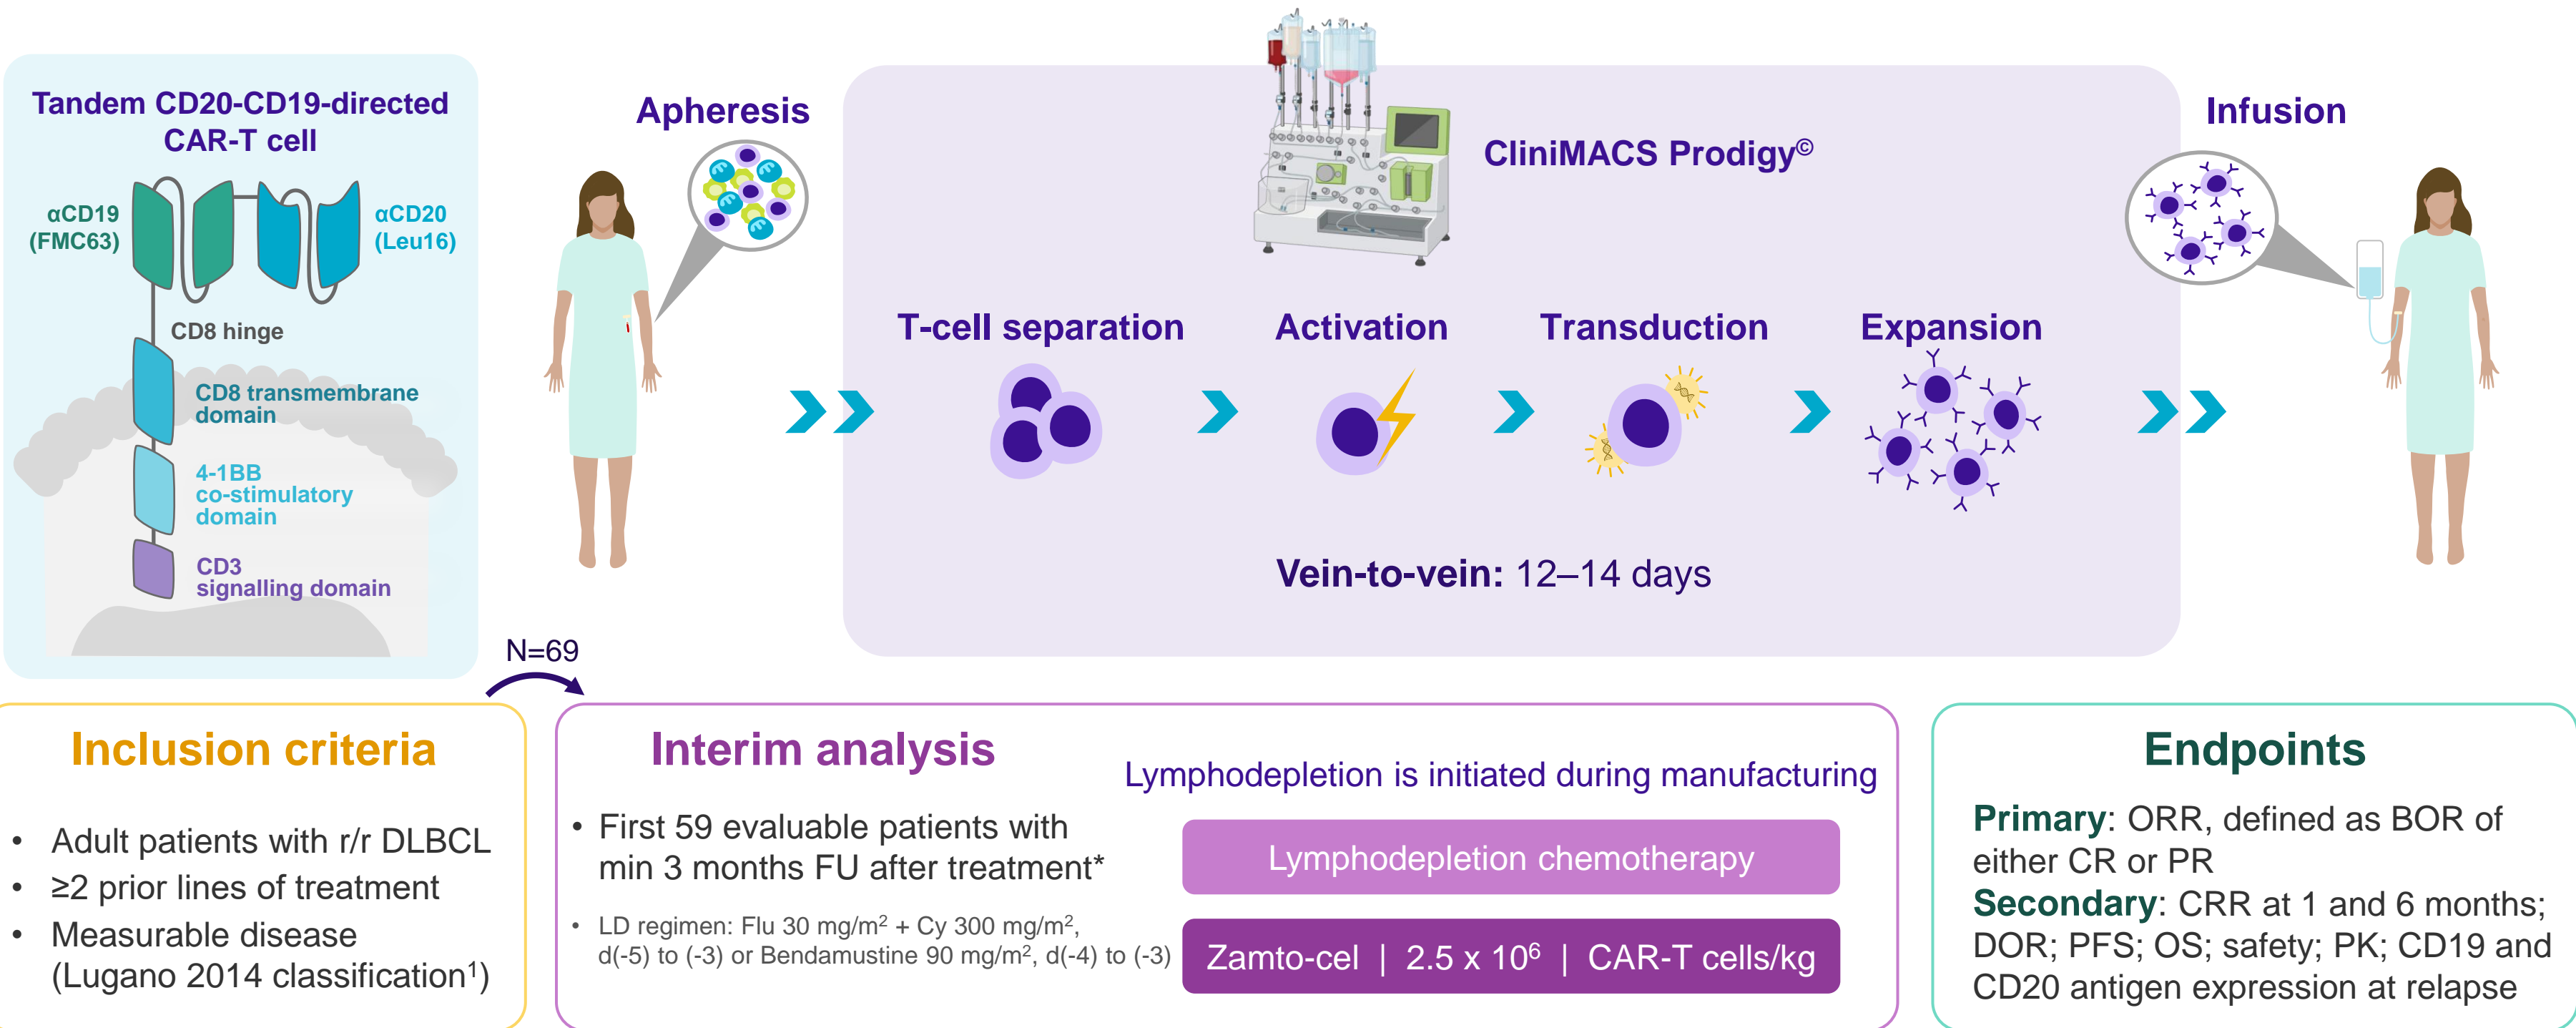 Tandem CD20-CD19-directed
CAR-T cell
αCD19
(FMC63)
αCD20
(Leu16)
CD8 hinge
CD8 transmembrane
domain
4-1BB
co-stimulatory
domain
CD3
signalling domain
Apheresis
CliniMACS Prodigy©
Infusion
T-cell separation
Activation
Transduction
Expansion
Vein-to-vein: 12–14 days
N=69
Inclusion criteria
• Adult patients with r/r DLBCL
• ≥2 prior lines of treatment
• Measurable disease
(Lugano 2014 classification¹)
Interim analysis
• First 59 evaluable patients with
min 3 months FU after treatment*
• LD regimen: Flu 30 mg/m² + Cy 300 mg/m²,
d(-5) to (-3) or Bendamustine 90 mg/m², d(-4) to (-3)
Lymphodepletion is initiated during manufacturing
Lymphodepletion chemotherapy
Zamto-cel | 2.5 x 10⁶ | CAR-T cells/kg
Endpoints
Primary: ORR, defined as BOR of
either CR or PR
Secondary: CRR at 1 and 6 months;
DOR; PFS; OS; safety; PK; CD19 and
CD20 antigen expression at relapse